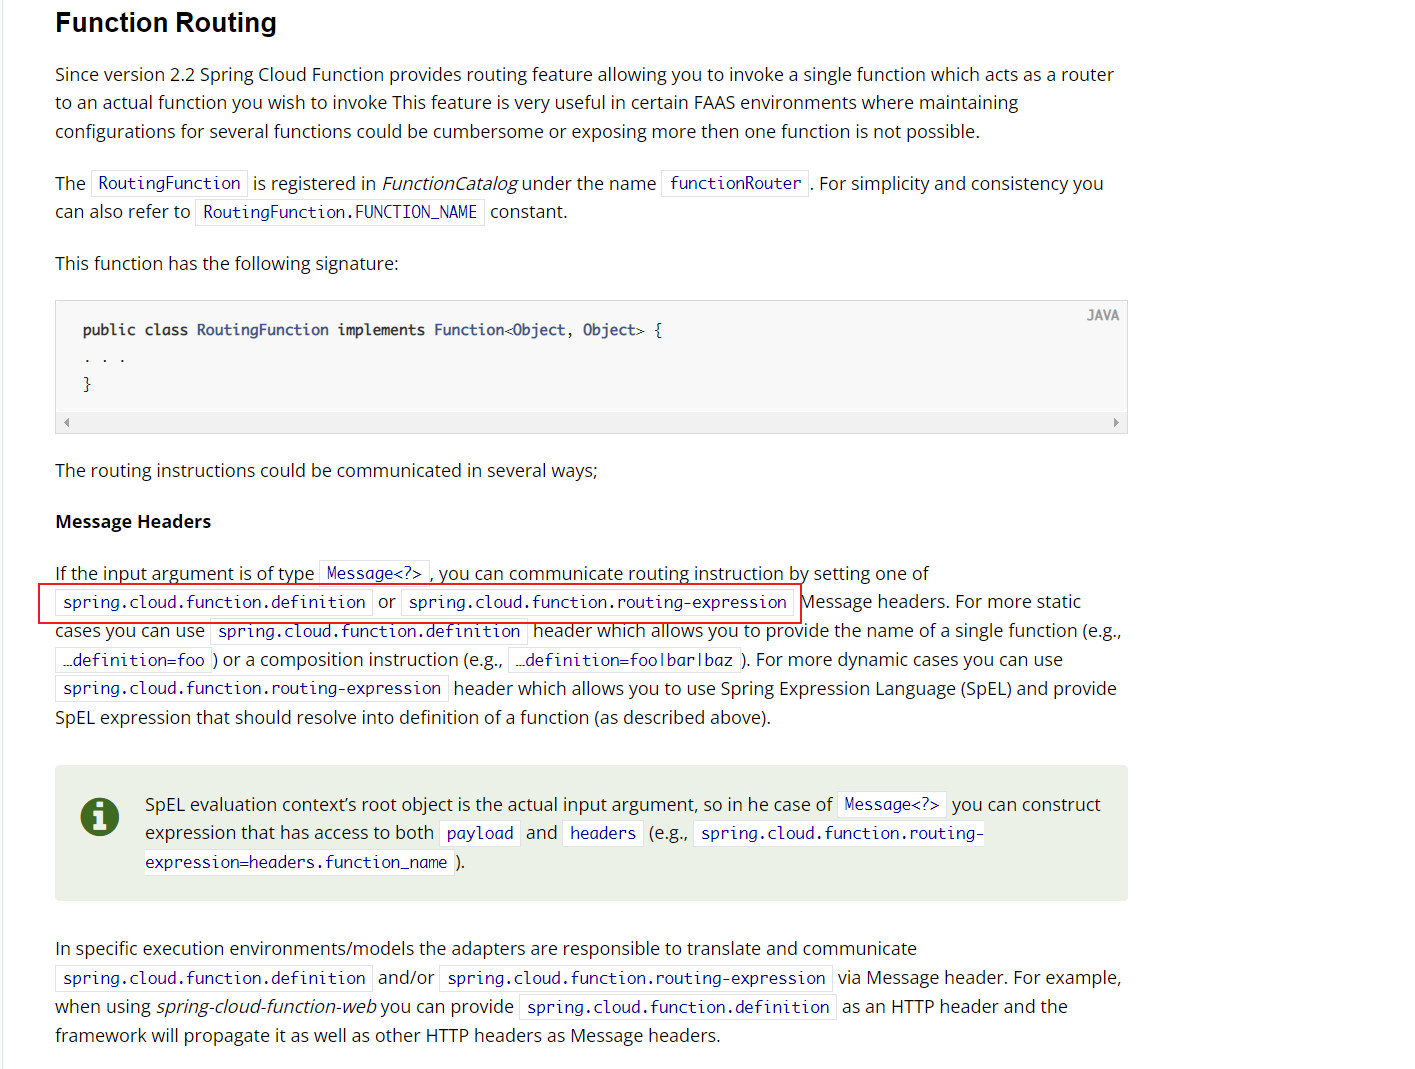 Function Routing
Since version 2.2 Spring Cloud Function provides routing feature allowing you to invoke a single function which acts as a router
to an actual function you wish to invoke This feature is very useful in certain FAAS environments where maintaining
configurations for several functions could be cumbersome or exposing more then one function is not possible.
The RoutingFunction is registered in FunctionCatalog under the name functionRouter. For simplicity and consistency you
can also refer to RoutingFunction.FUNCTION_NAME constant.
This function has the following signature:
JAVA
public class RoutingFunction implements Function<Object, Object> {
. . .
}
The routing instructions could be communicated in several ways;
Message Headers
If the input argument is of type Message<?>, you can communicate routing instruction by setting one of
spring.cloud.function.definition or spring.cloud.function.routing-expression Message headers. For more static
cases you can use spring.cloud.function.definition header which allows you to provide the name of a single function (e.g.,
…definition=foo) or a composition instruction (e.g., …definition=foo|bar|baz). For more dynamic cases you can use
spring.cloud.function.routing-expression header which allows you to use Spring Expression Language (SpEL) and provide
SpEL expression that should resolve into definition of a function (as described above).
SpEL evaluation context’s root object is the actual input argument, so in he case of Message<?> you can construct
expression that has access to both payload and headers (e.g., spring.cloud.function.routing-
expression=headers.function_name).
In specific execution environments/models the adapters are responsible to translate and communicate
spring.cloud.function.definition and/or spring.cloud.function.routing-expression via Message header. For example,
when using spring-cloud-function-web you can provide spring.cloud.function.definition as an HTTP header and the
framework will propagate it as well as other HTTP headers as Message headers.